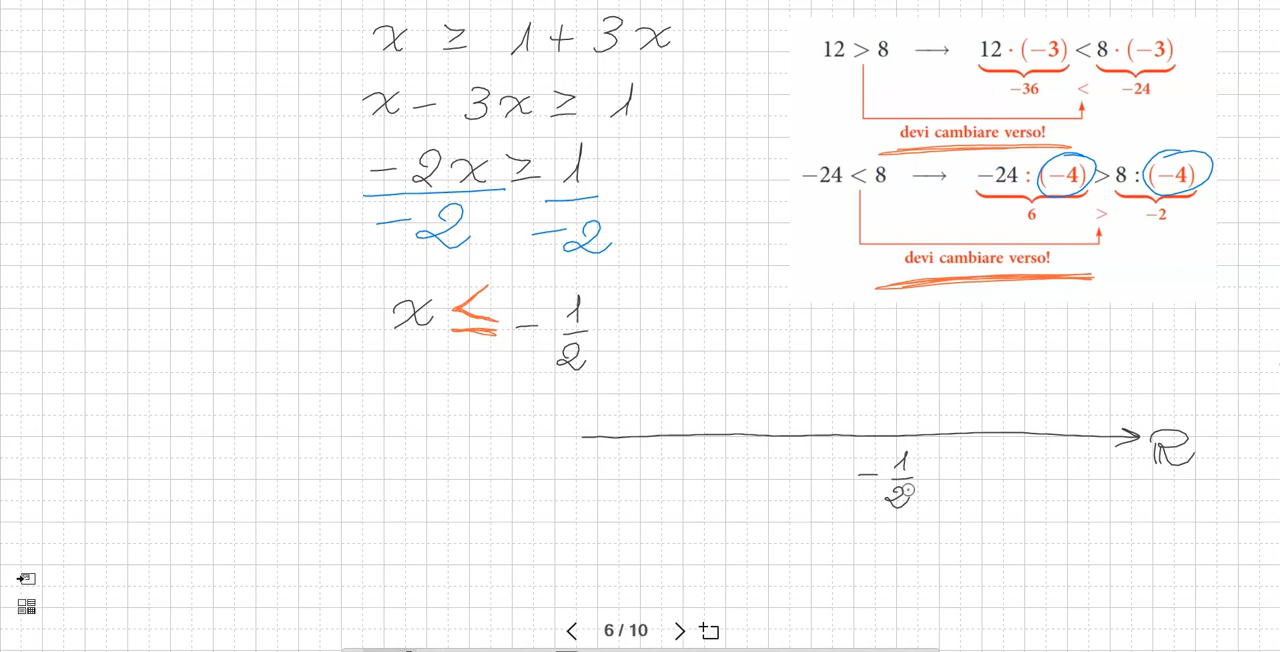 x ≥ 1 + 3x
x - 3x ≥ 1
-2x ≥ 1
-2 -2
x ≤ - 1/2
12 > 8 → 12 · (−3) < 8 · (−3)
−36 < −24
devi cambiare verso!
−24 < 8 → −24 : (−4) > 8 : (−4)
6 > −2
devi cambiare verso!
ℝ
- 1/2
6 / 10